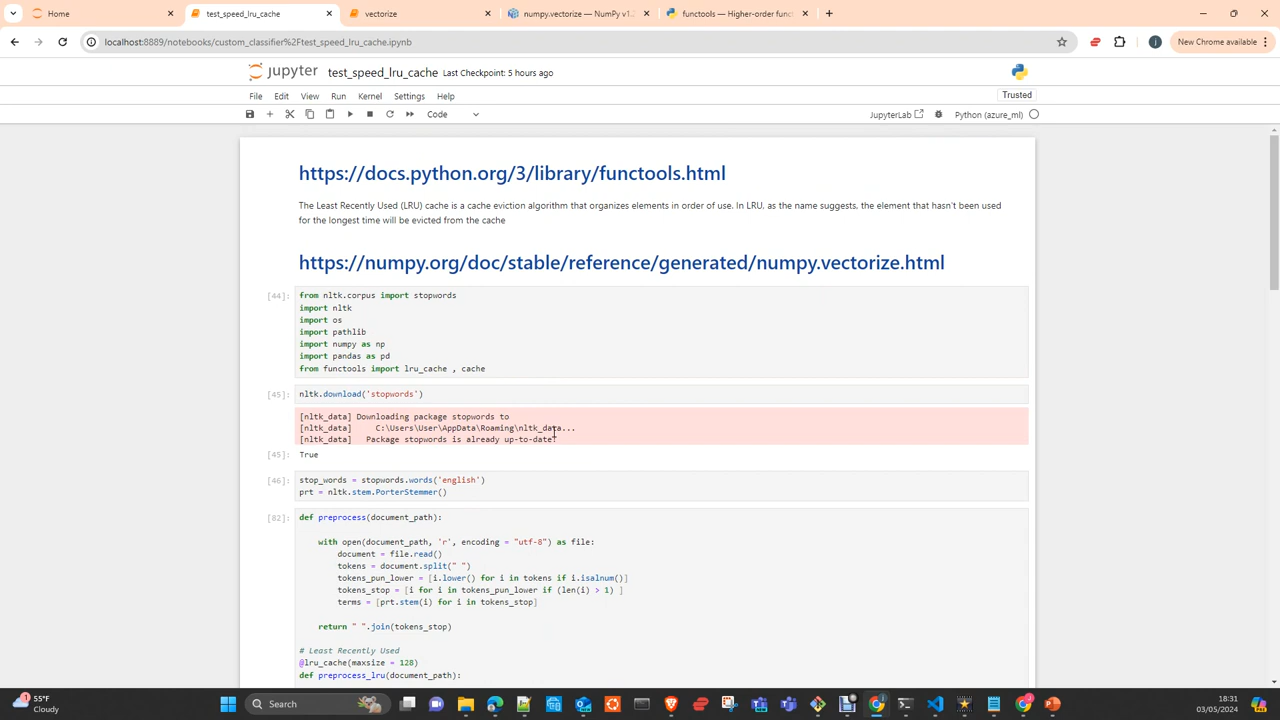 Home
test_speed_lru_cache
vectorize
numpy.vectorize — NumPy v1.
functools — Higher-order funct
localhost:8889/notebooks/custom_classifier%2Ftest_speed_lru_cache.ipynb
New Chrome available
jupyter
test_speed_lru_cache Last Checkpoint: 5 hours ago
File Edit View Run Kernel Settings Help
Trusted
Code
JupyterLab
Python (azure_ml)
https://docs.python.org/3/library/functools.html
The Least Recently Used (LRU) cache is a cache eviction algorithm that organizes elements in order of use. In LRU, as the name suggests, the element that hasn't been used
for the longest time will be evicted from the cache
https://numpy.org/doc/stable/reference/generated/numpy.vectorize.html
[44]: from nltk.corpus import stopwords
import nltk
import os
import pathlib
import numpy as np
import pandas as pd
from functools import lru_cache , cache
[45]: nltk.download('stopwords')
[nltk_data] Downloading package stopwords to
[nltk_data]     C:\Users\User\AppData\Roaming\nltk_data...
[nltk_data]   Package stopwords is already up-to-date!
[45]: True
[46]: stop_words = stopwords.words('english')
prt = nltk.stem.PorterStemmer()
[82]: def preprocess(document_path):
with open(document_path, 'r', encoding = "utf-8") as file:
document = file.read()
tokens = document.split(" ")
tokens_pun_lower = [i.lower() for i in tokens if i.isalnum()]
tokens_stop = [i for i in tokens_pun_lower if (len(i) > 1) ]
terms = [prt.stem(i) for i in tokens_stop]
return " ".join(tokens_stop)
# Least Recently Used
@lru_cache(maxsize = 128)
def preprocess_lru(document_path):
55°F
Cloudy
Search
18:31
03/05/2024